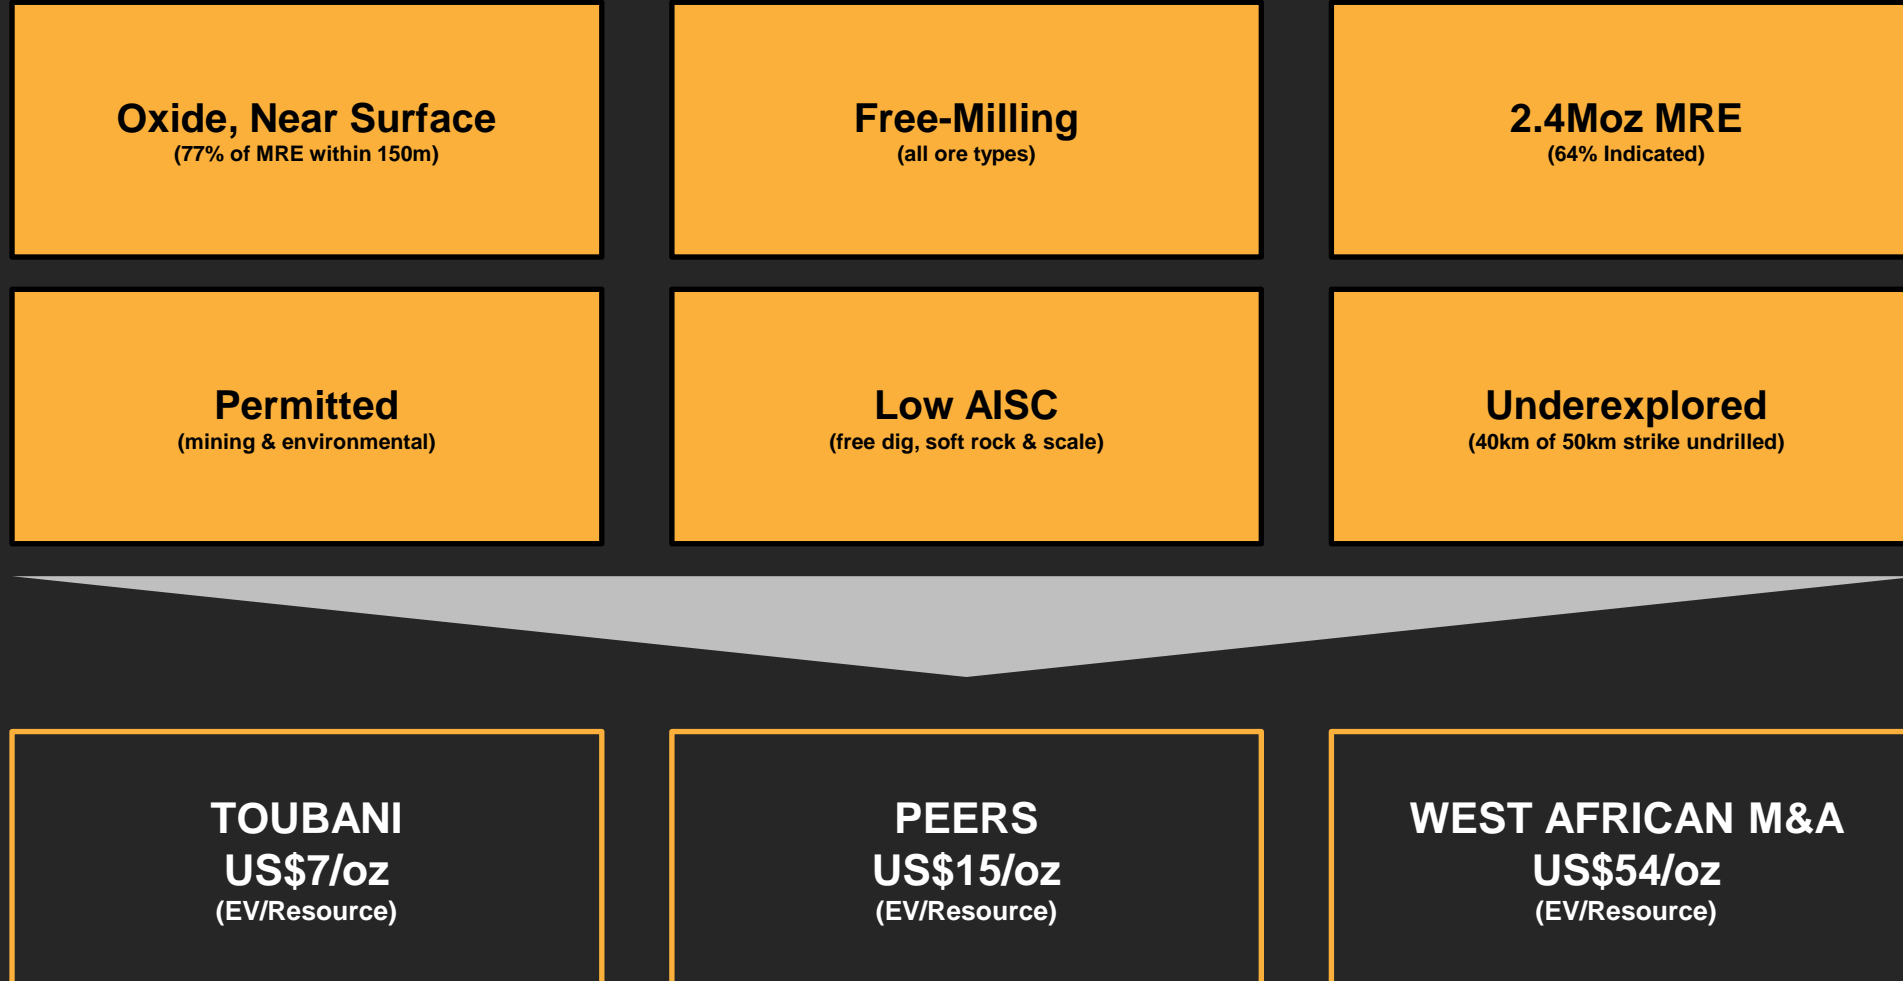 Oxide, Near Surface
(77% of MRE within 150m)
Free-Milling
(all ore types)
2.4Moz MRE
(64% Indicated)
Permitted
(mining & environmental)
Low AISC
(free dig, soft rock & scale)
Underexplored
(40km of 50km strike undrilled)
TOUBANI
US$7/oz
(EV/Resource)
PEERS
US$15/oz
(EV/Resource)
WEST AFRICAN M&A
US$54/oz
(EV/Resource)